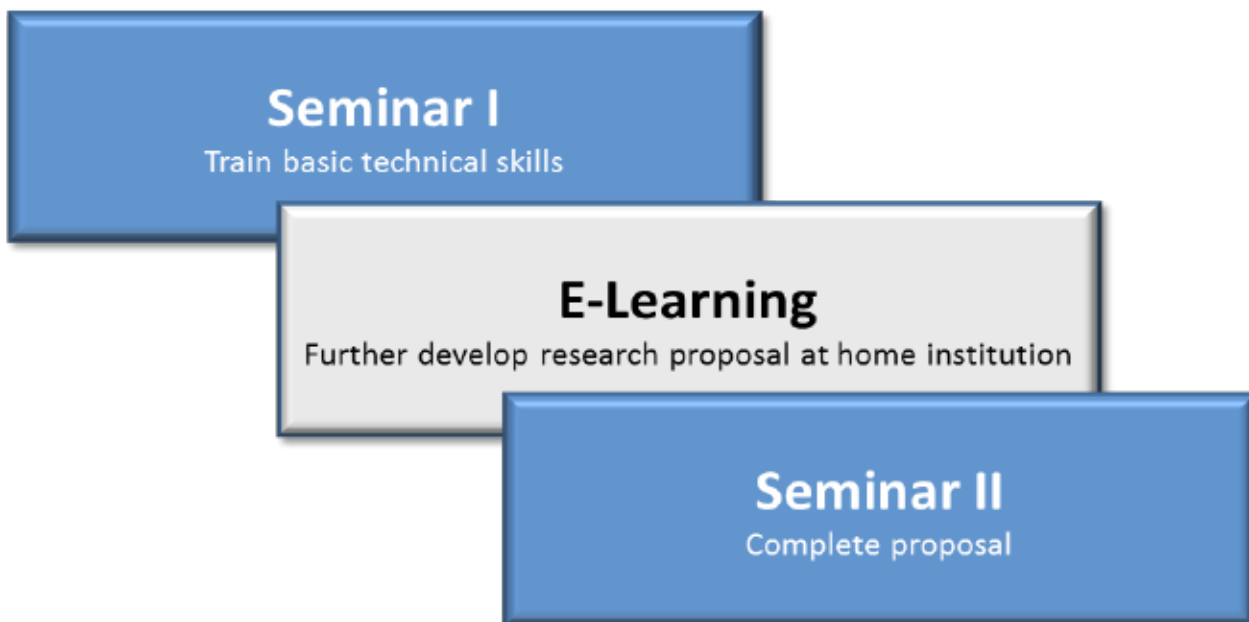 Seminar I
Train basic technical skills
E-Learning
Further develop research proposal at home institution
Seminar II
Complete proposal